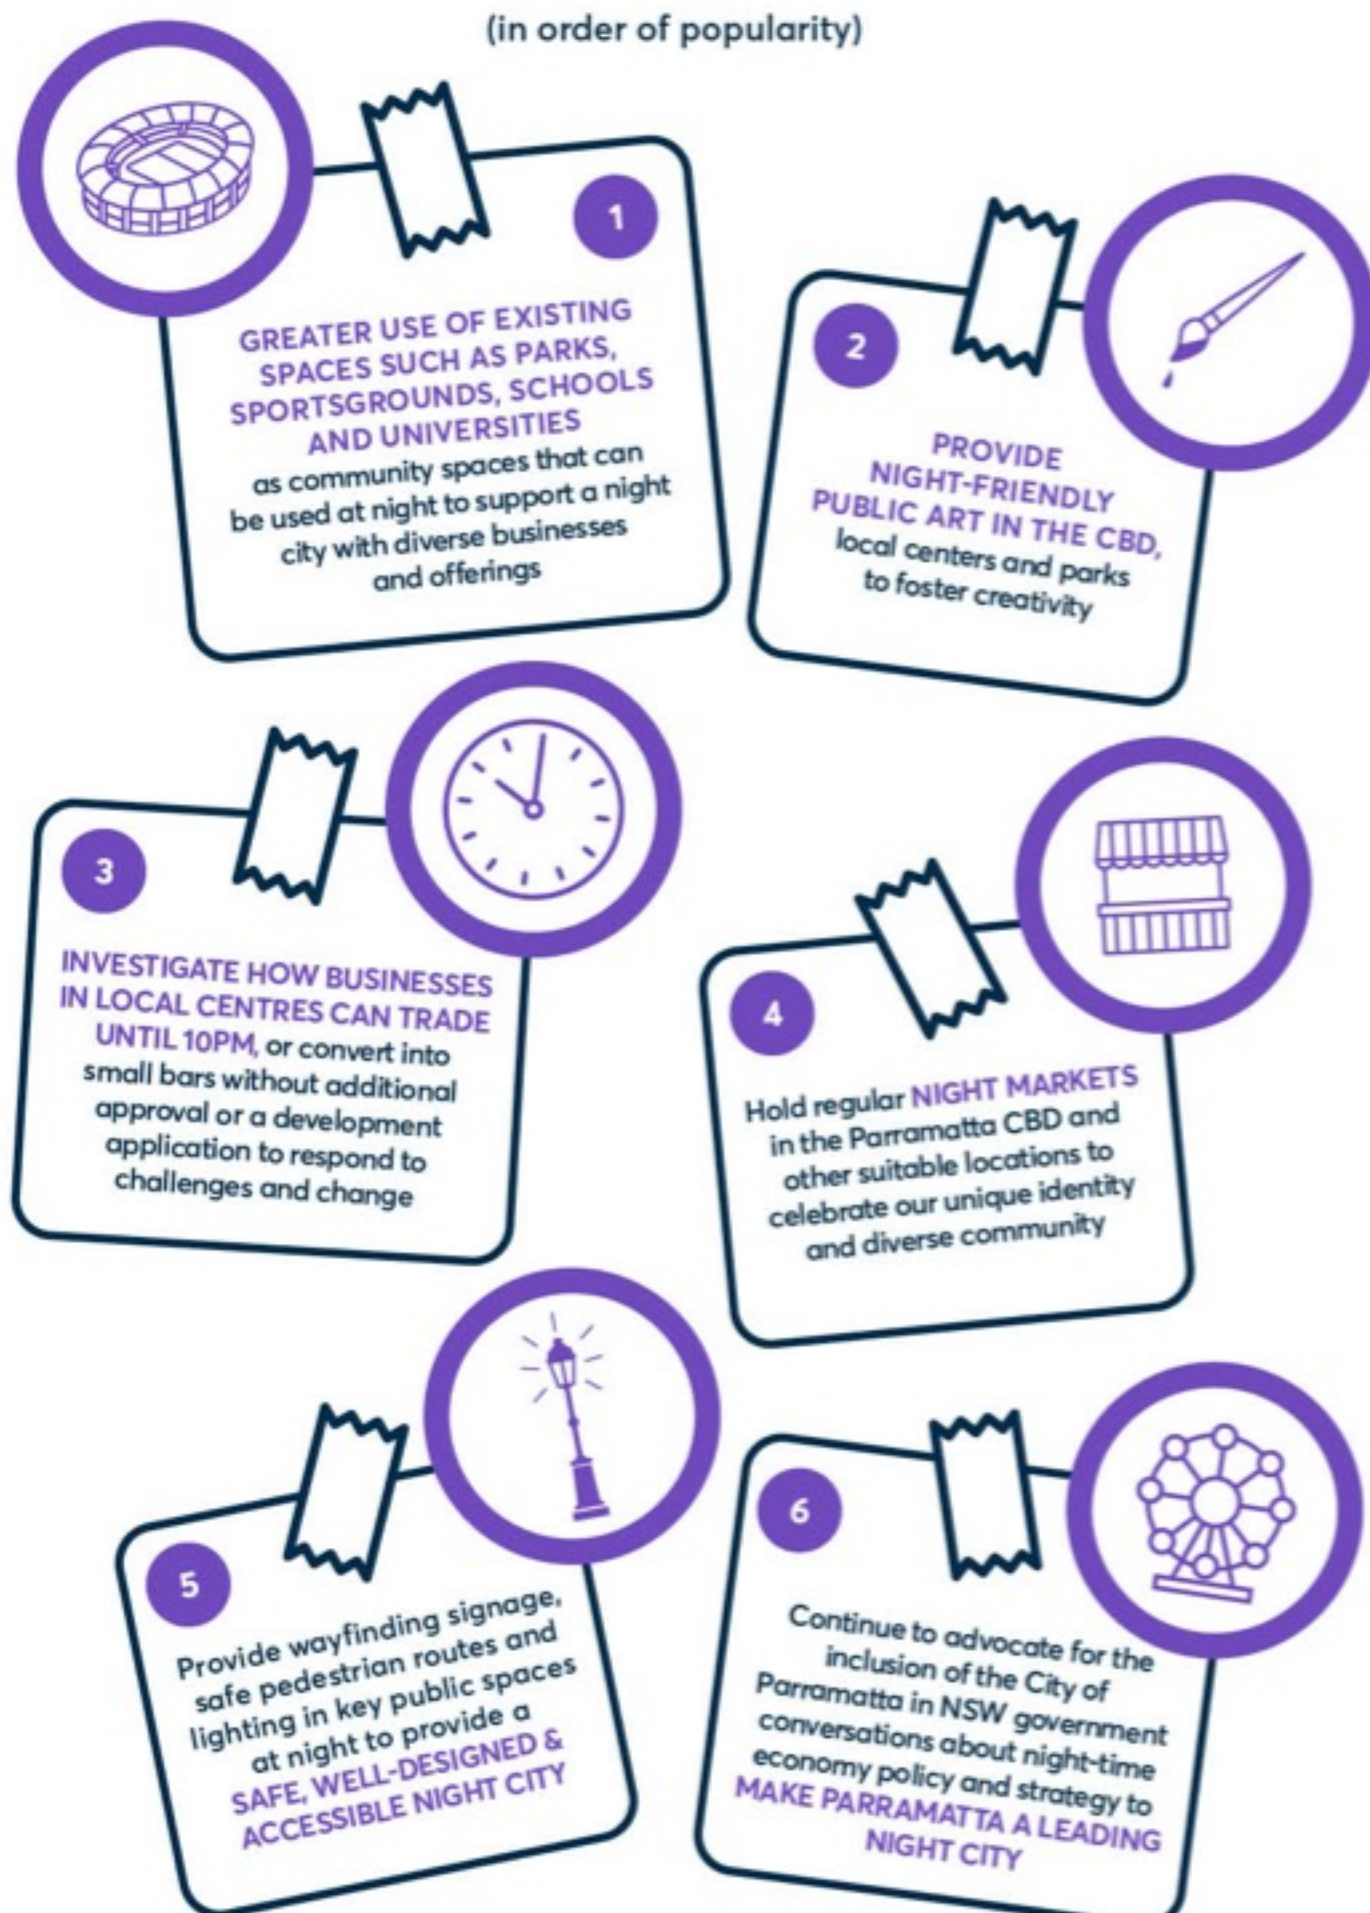 (in order of popularity)
1
GREATER USE OF EXISTING
SPACES SUCH AS PARKS,
SPORTSGROUNDS, SCHOOLS
AND UNIVERSITIES
as community spaces that can
be used at night to support a night
city with diverse businesses
and offerings
2
PROVIDE
NIGHT-FRIENDLY
PUBLIC ART IN THE CBD,
local centers and parks
to foster creativity
3
INVESTIGATE HOW BUSINESSES
IN LOCAL CENTRES CAN TRADE
UNTIL 10PM, or convert into
small bars without additional
approval or a development
application to respond to
challenges and change
4
Hold regular NIGHT MARKETS
in the Parramatta CBD and
other suitable locations to
celebrate our unique identity
and diverse community
5
Provide wayfinding signage,
safe pedestrian routes and
lighting in key public spaces
at night to provide a
SAFE, WELL-DESIGNED &
ACCESSIBLE NIGHT CITY
6
Continue to advocate for the
inclusion of the City of
Parramatta in NSW government
conversations about night-time
economy policy and strategy to
MAKE PARRAMATTA A LEADING
NIGHT CITY